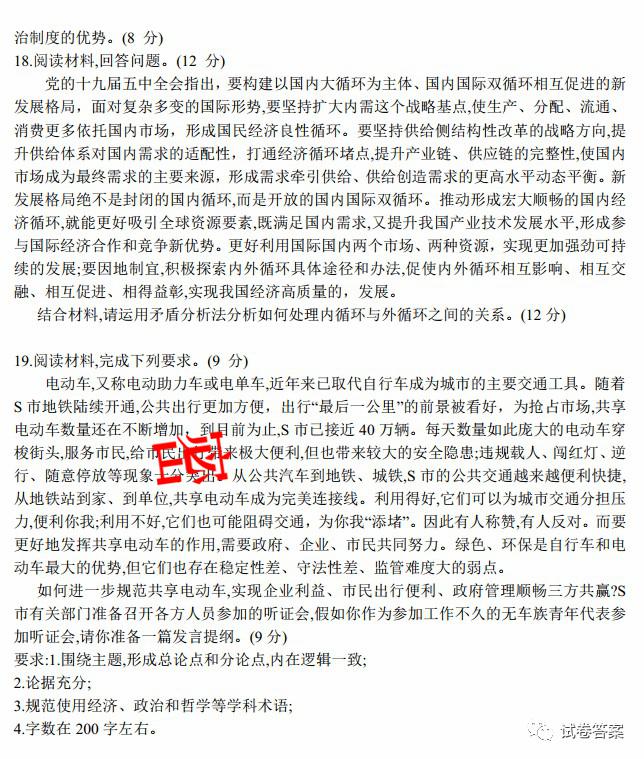 治制度的优势。(8 分)
18.阅读材料,回答问题。(12 分)
党的十九届五中全会指出，要构建以国内大循环为主体、国内国际双循环相互促进的新
发展格局，面对复杂多变的国际形势,要坚持扩大内需这个战略基点,使生产、分配、流通、
消费更多依托国内市场，形成国民经济良性循环。要坚持供给侧结构性改革的战略方向,提
升供给体系对国内需求的适配性，打通经济循环堵点,提升产业链、供应链的完整性,使国内
市场成为最终需求的主要来源，形成需求牵引供给、供给创造需求的更高水平动态平衡。新
发展格局绝不是封闭的国内循环,而是开放的国内国际双循环。推动形成宏大顺畅的国内经
济循环,就能更好吸引全球资源要素,既满足国内需求,又提升我国产业技术发展水平,形成参
与国际经济合作和竞争新优势。更好利用国际国内两个市场、两种资源，实现更加强劲可持
续的发展;要因地制宜,积极探索内外循环具体途径和办法,促使内外循环相互影响、相互交
融、相互促进、相得益彰,实现我国经济高质量的，发展。
结合材料,请运用矛盾分析法分析如何处理内循环与外循环之间的关系。(12 分)
19.阅读材料,完成下列要求。(9 分)
电动车,又称电动助力车或电单车,近年来已取代自行车成为城市的主要交通工具。随着
S 市地铁陆续开通,公共出行更加方便，出行“最后一公里”的前景被看好，为抢占市场,共享
电动车数量还在不断增加，到目前为止,S 市已接近 40 万辆。每天数量如此庞大的电动车穿
梭街头,服务市民,给市民出行带来极大便利,但也带来较大的安全隐患;违规载人、闯红灯、逆
行、随意停放等现象十分突出。从公共汽车到地铁、城铁,S 市的公共交通越来越便利快捷,
从地铁站到家、到单位,共享电动车成为完美连接线。利用得好,它们可以为城市交通分担压
力,便利你我;利用不好,它们也可能阻碍交通，为你我“添堵”。因此有人称赞,有人反对。而要
更好地发挥共享电动车的作用,需要政府、企业、市民共同努力。绿色、环保是自行车和电
动车最大的优势,但它们也存在稳定性差、守法性差、监管难度大的弱点。
如何进一步规范共享电动车,实现企业利益、市民出行便利、政府管理顺畅三方共赢?S
市有关部门准备召开各方人员参加的听证会,假如你作为参加工作不久的无车族青年代表参
加听证会,请你准备一篇发言提纲。(9 分)
要求:1.围绕主题,形成总论点和分论点,内在逻辑一致;
2.论据充分;
3.规范使用经济、政治和哲学等学科术语;
4.字数在 200 字左右。
试卷答案